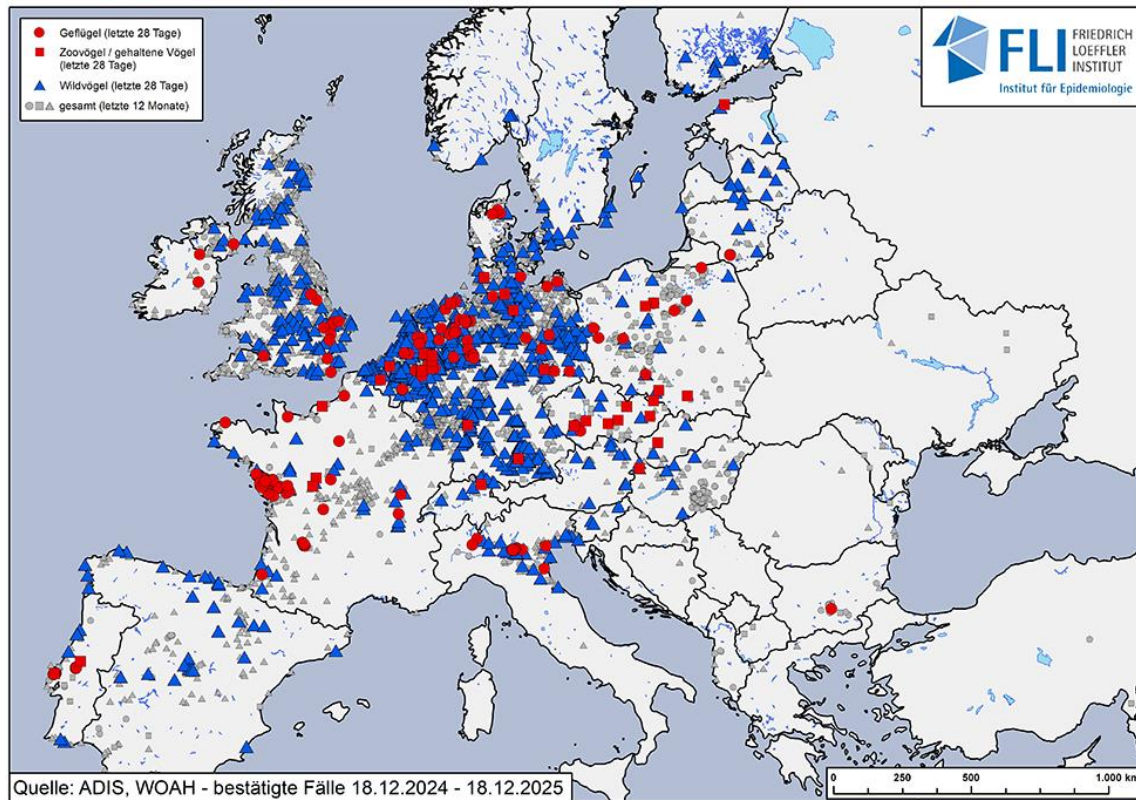 Geflügel (letzte 28 Tage)
Zoovögel / gehaltene Vögel
(letzte 28 Tage)
Wildvögel (letzte 28 Tage)
gesamt (letzte 12 Monate)
FLI
FRIEDRICH
LOEFFLER
INSTITUT
Institut für Epidemiologie
Quelle: ADIS, WOAH - bestätigte Fälle 18.12.2024 - 18.12.2025
0 250 500 1.000 km